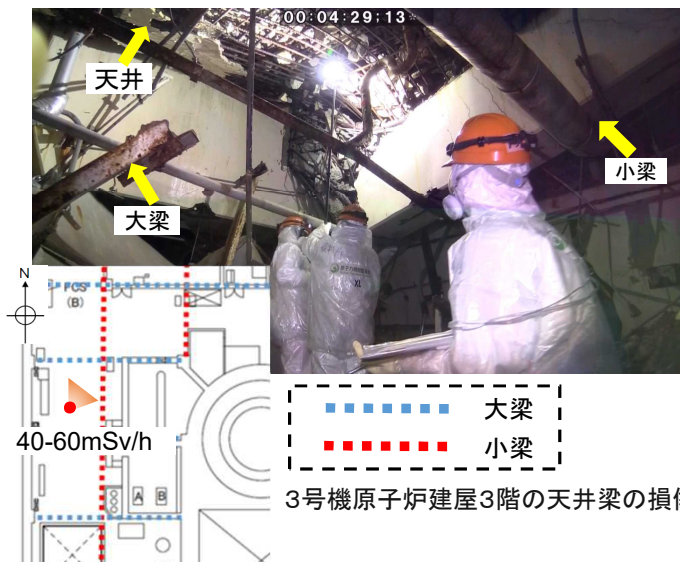 00:04:29;13
天井
大梁
小梁
XL
N
FCS
(B)
40-60mSv/h
A B
大梁
小梁
3号機原子炉建屋3階の天井梁の損傷